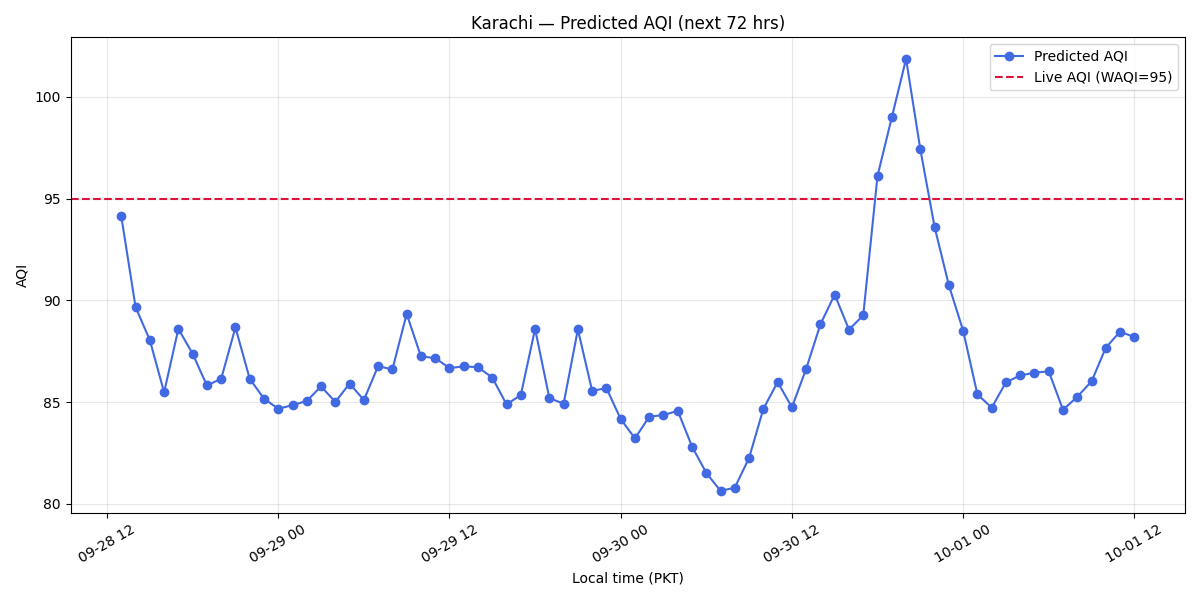 Karachi — Predicted AQI (next 72 hrs)
Predicted AQI
Live AQI (WAQI=95)
AQI
100
95
90
85
80
09-28 12
09-29 00
09-29 12
09-30 00
09-30 12
10-01 00
10-01 12
Local time (PKT)